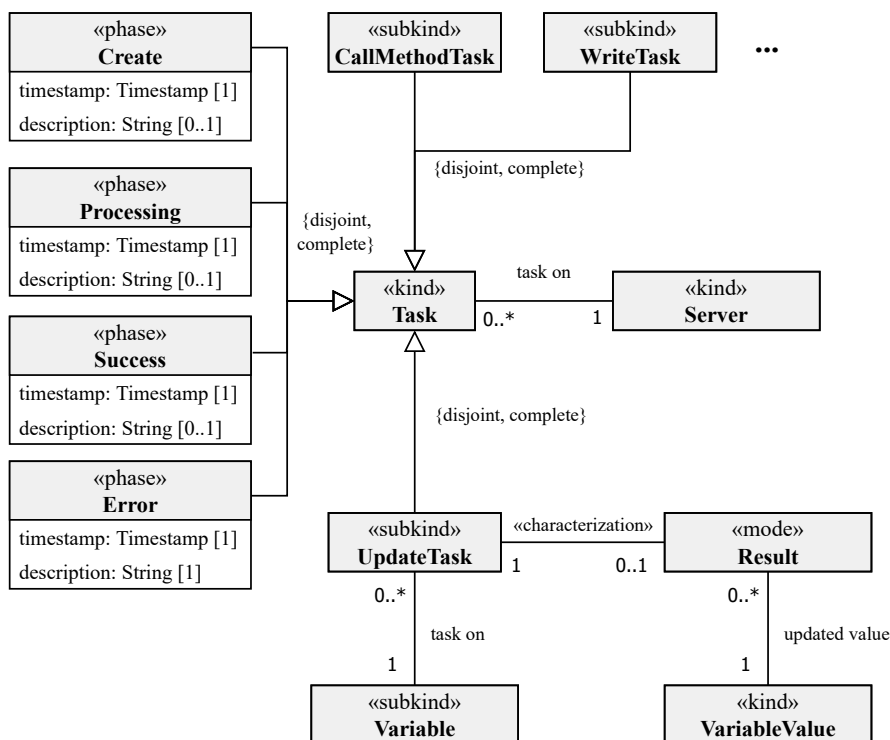 «phase»
Create
timestamp: Timestamp [1]
description: String [0..1]
«subkind»
CallMethodTask
«subkind»
WriteTask
...
{disjoint, complete}
«phase»
Processing
timestamp: Timestamp [1]
description: String [0..1]
{disjoint,
complete}
«kind»
Task
task on
0..*
1
«kind»
Server
«phase»
Success
timestamp: Timestamp [1]
description: String [0..1]
{disjoint, complete}
«phase»
Error
timestamp: Timestamp [1]
description: String [1]
«subkind»
UpdateTask
«characterization»
1
0..1
«mode»
Result
0..*
task on
1
0..*
updated value
1
«subkind»
Variable
«kind»
VariableValue